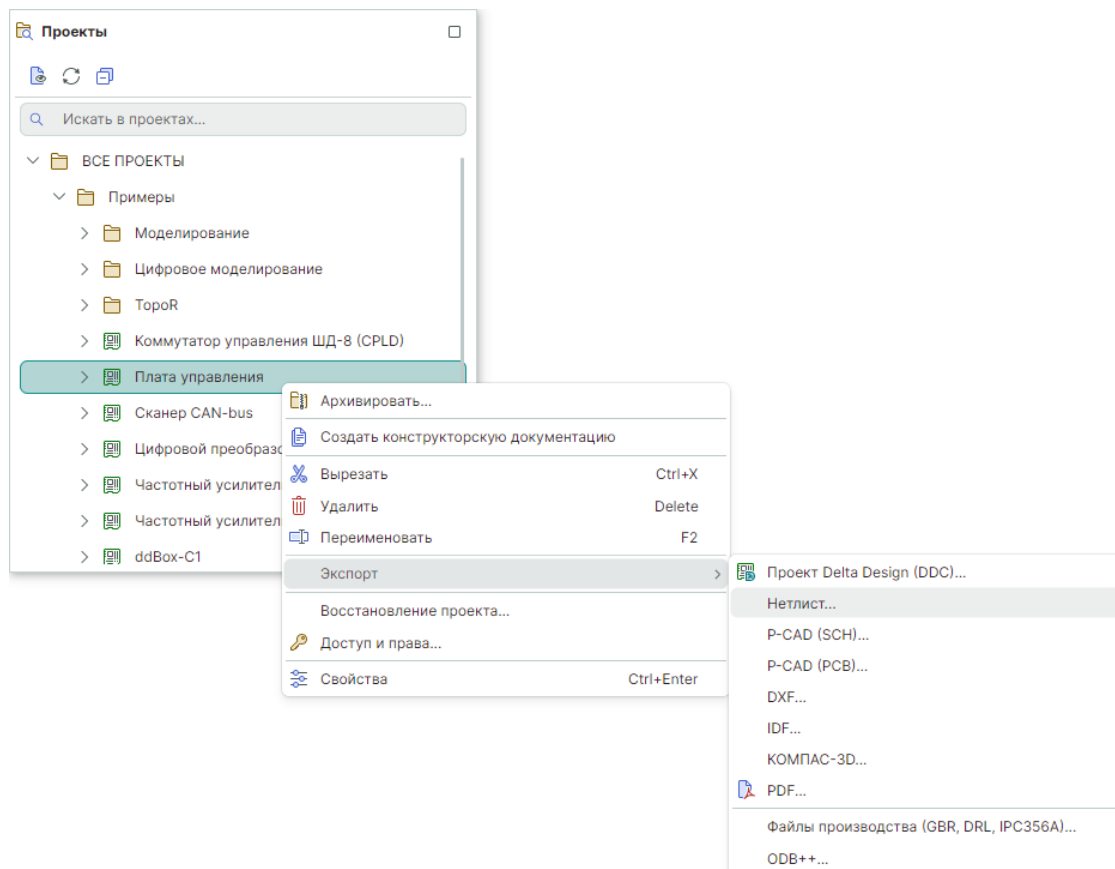 Проекты
Искать в проектах...
ВСЕ ПРОЕКТЫ
Примеры
Моделирование
Цифровое моделирование
TopoR
Коммутатор управления ШД-8 (CPLD)
Плата управления
Сканер CAN-bus
Цифровой преобразо
Частотный усилител
Частотный усилител
ddBox-C1
Архивировать...
Создать конструкторскую документацию
Вырезать Ctrl+X
Удалить Delete
Переименовать F2
Экспорт
Восстановление проекта...
Доступ и права...
Свойства Ctrl+Enter
Проект Delta Design (DDC)...
Нетлист...
P-CAD (SCH)...
P-CAD (PCB)...
DXF...
IDF...
КОМПАС-3D...
PDF...
Файлы производства (GBR, DRL, IPC356A)...
ODB++...